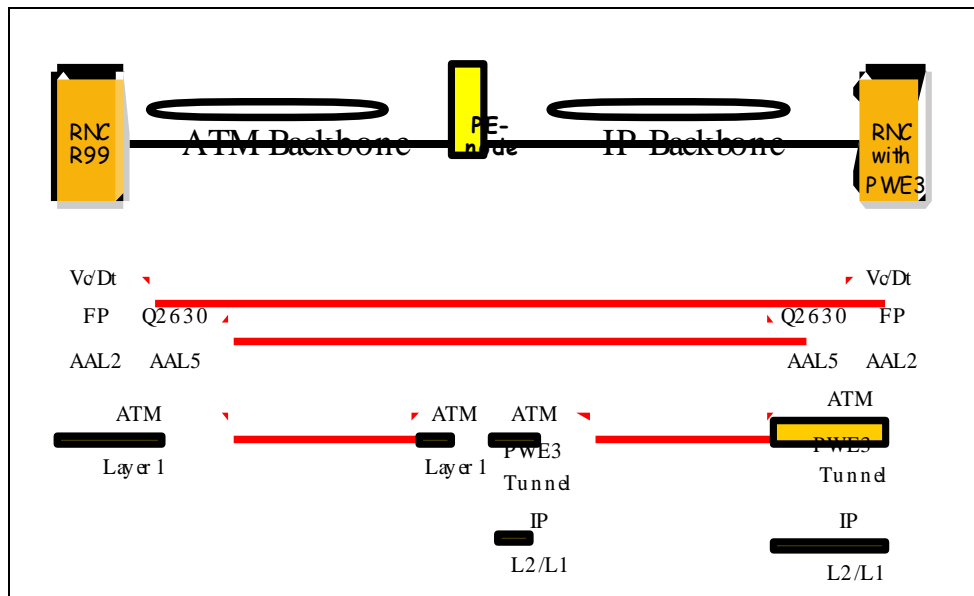 RNC
R99
ATM Backbone
PE-
node
IP Backbone
RNC
with
PWE3
Vc/Dt
Vc/Dt
FP
Q2630
Q2630
FP
AAL2
AAL5
AAL5
AAL2
ATM
ATM
ATM
ATM
Layer 1
Layer 1
PWE3
Tunnel
PWE3
Tunnel
IP
IP
L2/L1
L2/L1